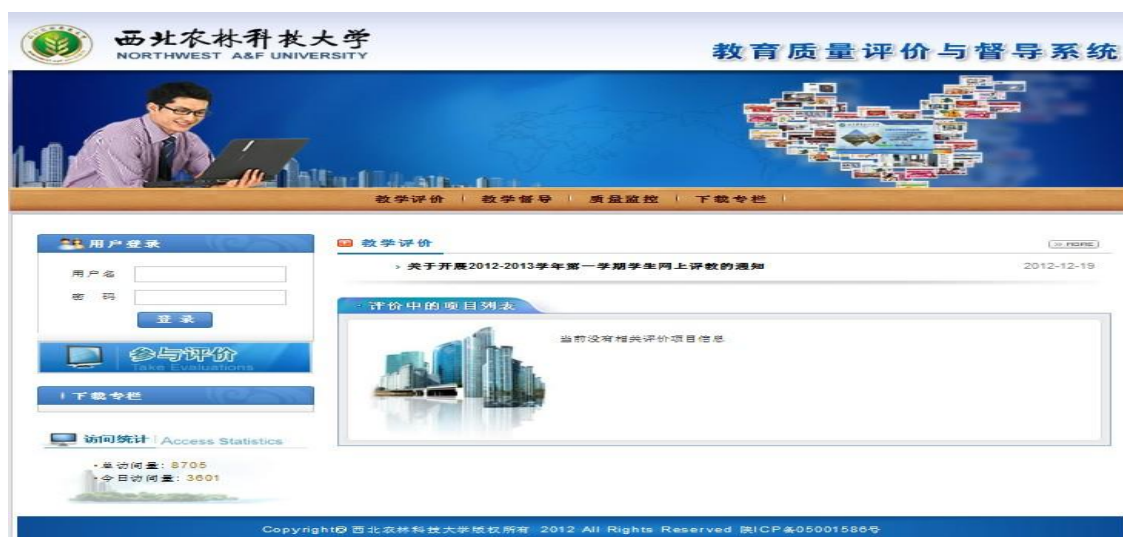 西北农林科技大学
NORTHWEST A&F UNIVERSITY
教育质量评价与督导系统
教学评价 | 教学督导 | 质量监控 | 下载专栏 |
用户登录
用户名
密 码
登 录
参与评价
Take Evaluations
下载专栏
访问统计 | Access Statistics
·总访问量: 8705
·今日访问量: 3601
教学评价
>> MORE
> 关于开展2012-2013学年第一学期学生网上评教的通知
2012-12-19
· 评价中的项目列表
当前没有相关评价项目信息
Copyright@ 西北农林科技大学版权所有 2012 All Rights Reserved 陕ICP备05001586号